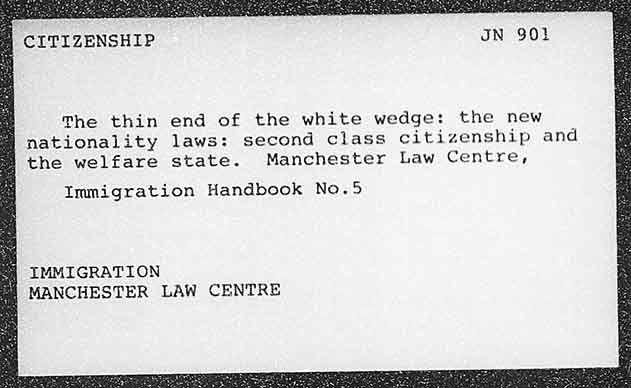 CITIZENSHIP JN 901
The thin end of the white wedge: the new
nationality laws: second class citizenship and
the welfare state. Manchester Law Centre,
Immigration Handbook No.5
IMMIGRATION
MANCHESTER LAW CENTRE